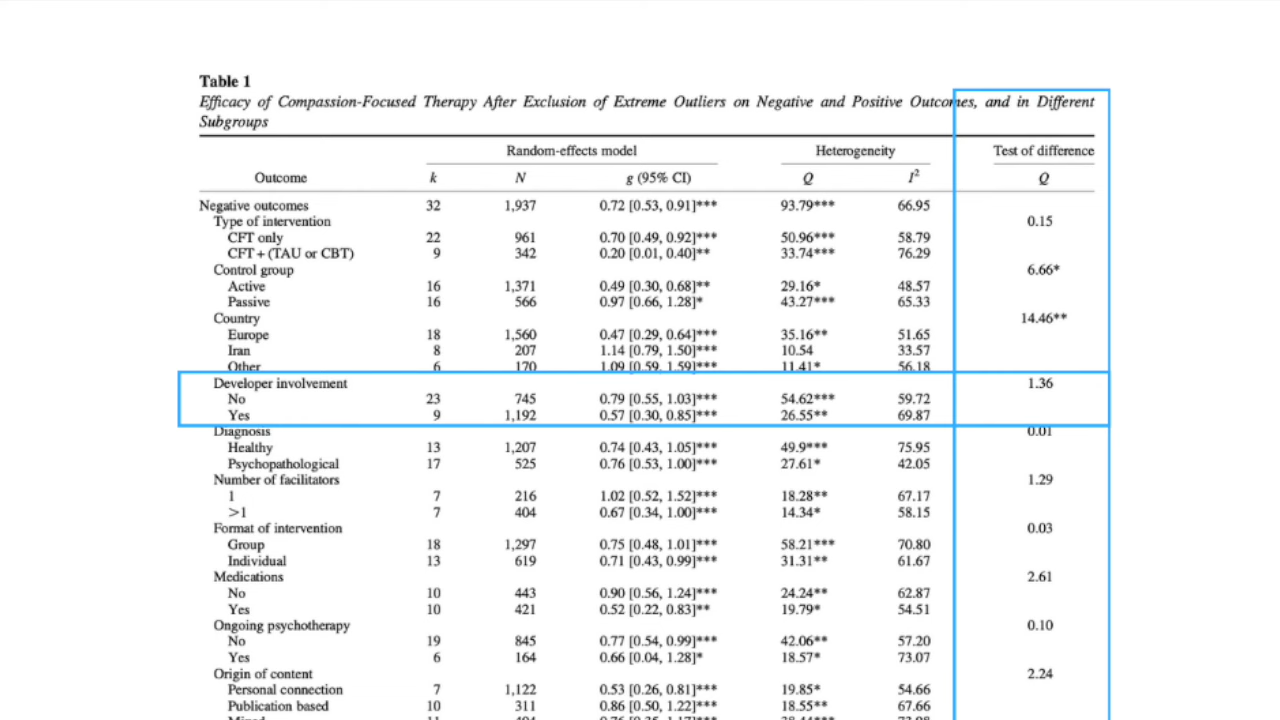 Table 1
Efficacy of Compassion-Focused Therapy After Exclusion of Extreme Outliers on Negative and Positive Outcomes, and in Different
Subgroups
Random-effects model Heterogeneity Test of difference
Outcome k N g (95% CI) Q I² Q
Negative outcomes 32 1,937 0.72 [0.53, 0.91]*** 93.79*** 66.95
Type of intervention 0.15
CFT only 22 961 0.70 [0.49, 0.92]*** 50.96*** 58.79
CFT + (TAU or CBT) 9 342 0.20 [0.01, 0.40]** 33.74*** 76.29
Control group 6.66*
Active 16 1,371 0.49 [0.30, 0.68]** 29.16* 48.57
Passive 16 566 0.97 [0.66, 1.28]* 43.27*** 65.33
Country 14.46**
Europe 18 1,560 0.47 [0.29, 0.64]*** 35.16** 51.65
Iran 8 207 1.14 [0.79, 1.50]*** 10.54 33.57
Other 6 170 1.09 [0.59, 1.59]*** 11.41* 56.18
Developer involvement 1.36
No 23 745 0.79 [0.55, 1.03]*** 54.62*** 59.72
Yes 9 1,192 0.57 [0.30, 0.85]*** 26.55** 69.87
Diagnosis 0.01
Healthy 13 1,207 0.74 [0.43, 1.05]*** 49.9*** 75.95
Psychopathological 17 525 0.76 [0.53, 1.00]*** 27.61* 42.05
Number of facilitators 1.29
1 7 216 1.02 [0.52, 1.52]*** 18.28** 67.17
>1 7 404 0.67 [0.34, 1.00]*** 14.34* 58.15
Format of intervention 0.03
Group 18 1,297 0.75 [0.48, 1.01]*** 58.21*** 70.80
Individual 13 619 0.71 [0.43, 0.99]*** 31.31** 61.67
Medications 2.61
No 10 443 0.90 [0.56, 1.24]*** 24.24** 62.87
Yes 10 421 0.52 [0.22, 0.83]** 19.79* 54.51
Ongoing psychotherapy 0.10
No 19 845 0.77 [0.54, 0.99]*** 42.06** 57.20
Yes 6 164 0.66 [0.04, 1.28]* 18.57* 73.07
Origin of content 2.24
Personal connection 7 1,122 0.53 [0.26, 0.81]*** 19.85* 54.66
Publication based 10 311 0.86 [0.50, 1.22]*** 18.55** 67.66